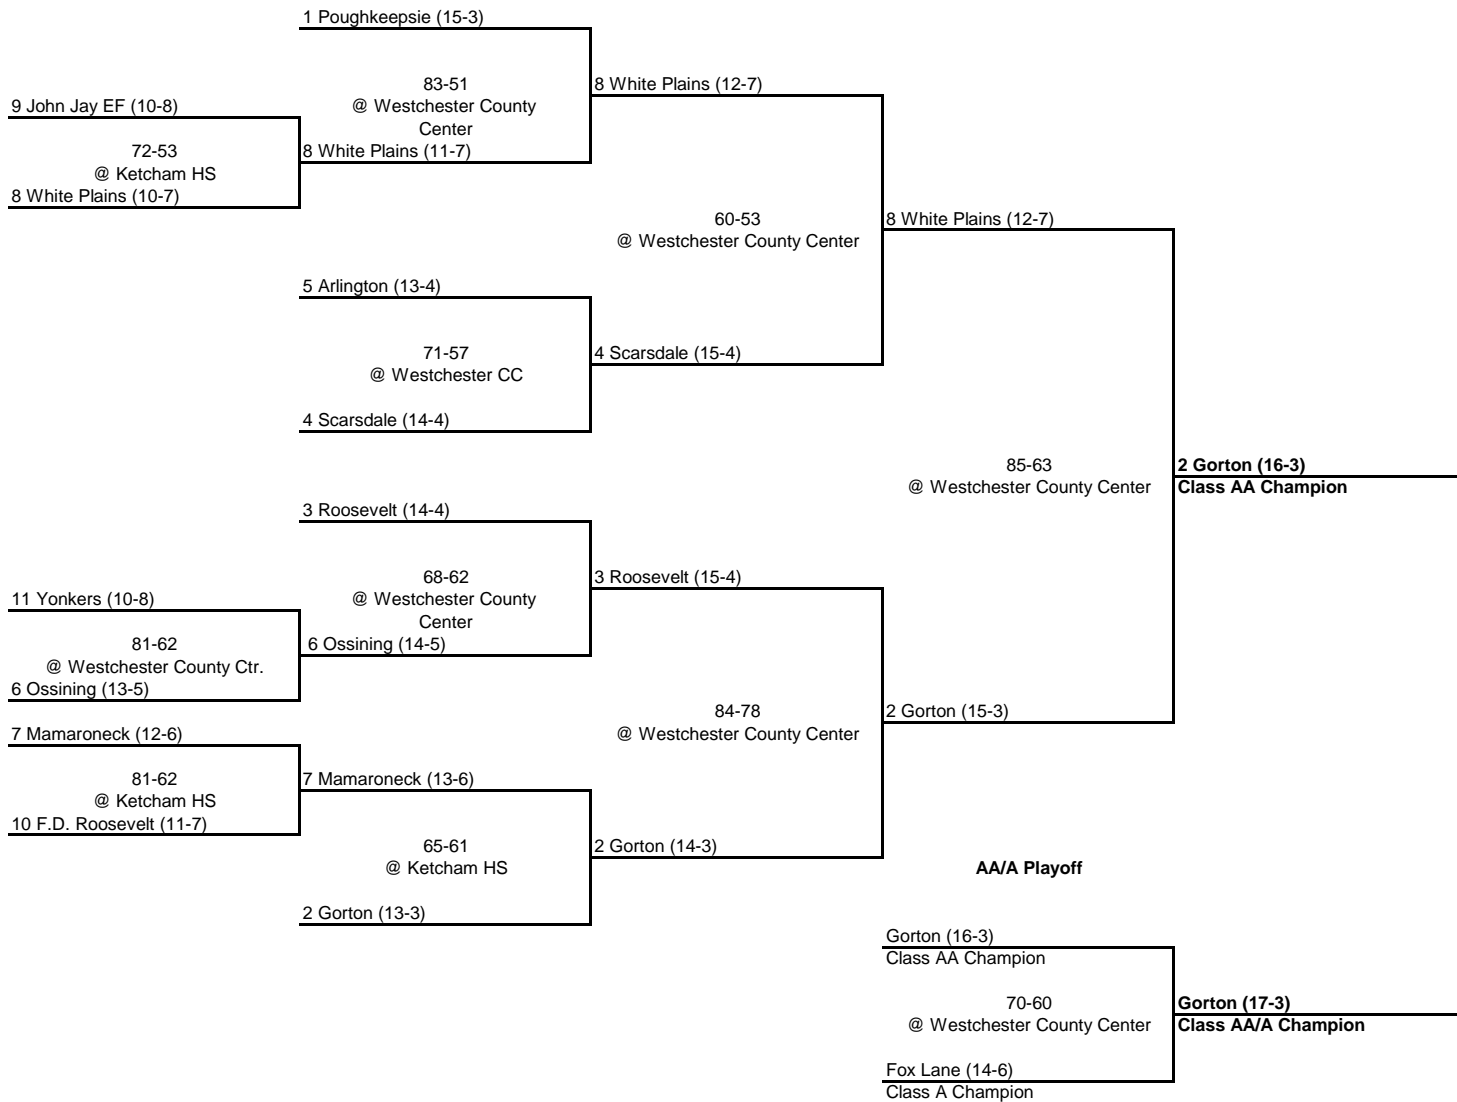 1 Poughkeepsie (15-3)
83-51
@ Westchester County
Center
8 White Plains (12-7)
9 John Jay EF (10-8)
72-53
@ Ketcham HS
8 White Plains (11-7)
8 White Plains (10-7)
60-53
@ Westchester County Center
8 White Plains (12-7)
5 Arlington (13-4)
71-57
@ Westchester CC
4 Scarsdale (15-4)
4 Scarsdale (14-4)
85-63
@ Westchester County Center
2 Gorton (16-3)
Class AA Champion
3 Roosevelt (14-4)
68-62
@ Westchester County
Center
3 Roosevelt (15-4)
11 Yonkers (10-8)
81-62
@ Westchester County Ctr.
6 Ossining (14-5)
6 Ossining (13-5)
84-78
@ Westchester County Center
2 Gorton (15-3)
7 Mamaroneck (12-6)
81-62
@ Ketcham HS
7 Mamaroneck (13-6)
10 F.D. Roosevelt (11-7)
65-61
@ Ketcham HS
2 Gorton (14-3)
2 Gorton (13-3)
AA/A Playoff
Gorton (16-3)
Class AA Champion
70-60
@ Westchester County Center
Gorton (17-3)
Class AA/A Champion
Fox Lane (14-6)
Class A Champion